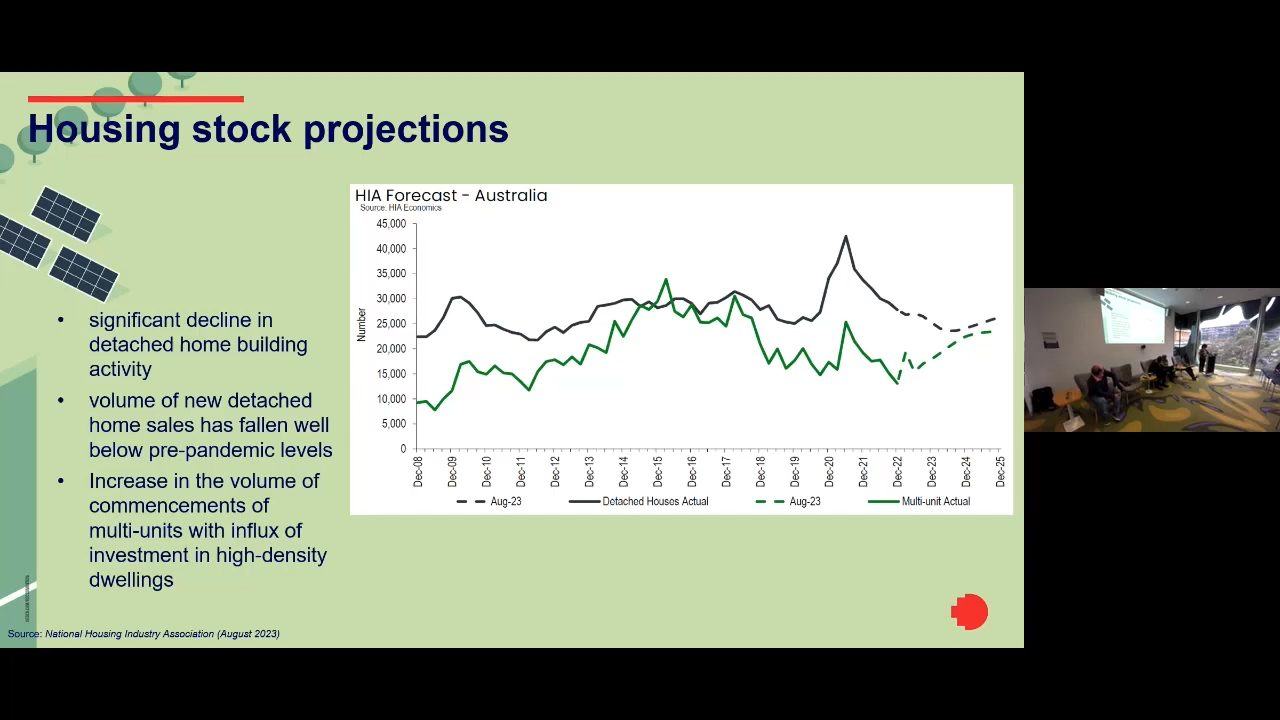 Housing stock projections
HIA Forecast - Australia
Source: HIA Economics
45,000
40,000
35,000
30,000
25,000
20,000
15,000
10,000
5,000
0
Number
Dec-08
Dec-09
Dec-10
Dec-11
Dec-12
Dec-13
Dec-14
Dec-15
Dec-16
Dec-17
Dec-18
Dec-19
Dec-20
Dec-21
Dec-22
Dec-23
Dec-24
Dec-25
Aug-23
Detached Houses Actual
Aug-23
Multi-unit Actual
• significant decline in
detached home building
activity
• volume of new detached
home sales has fallen well
below pre-pandemic levels
• Increase in the volume of
commencements of
multi-units with influx of
investment in high-density
dwellings
Source: National Housing Industry Association (August 2023)